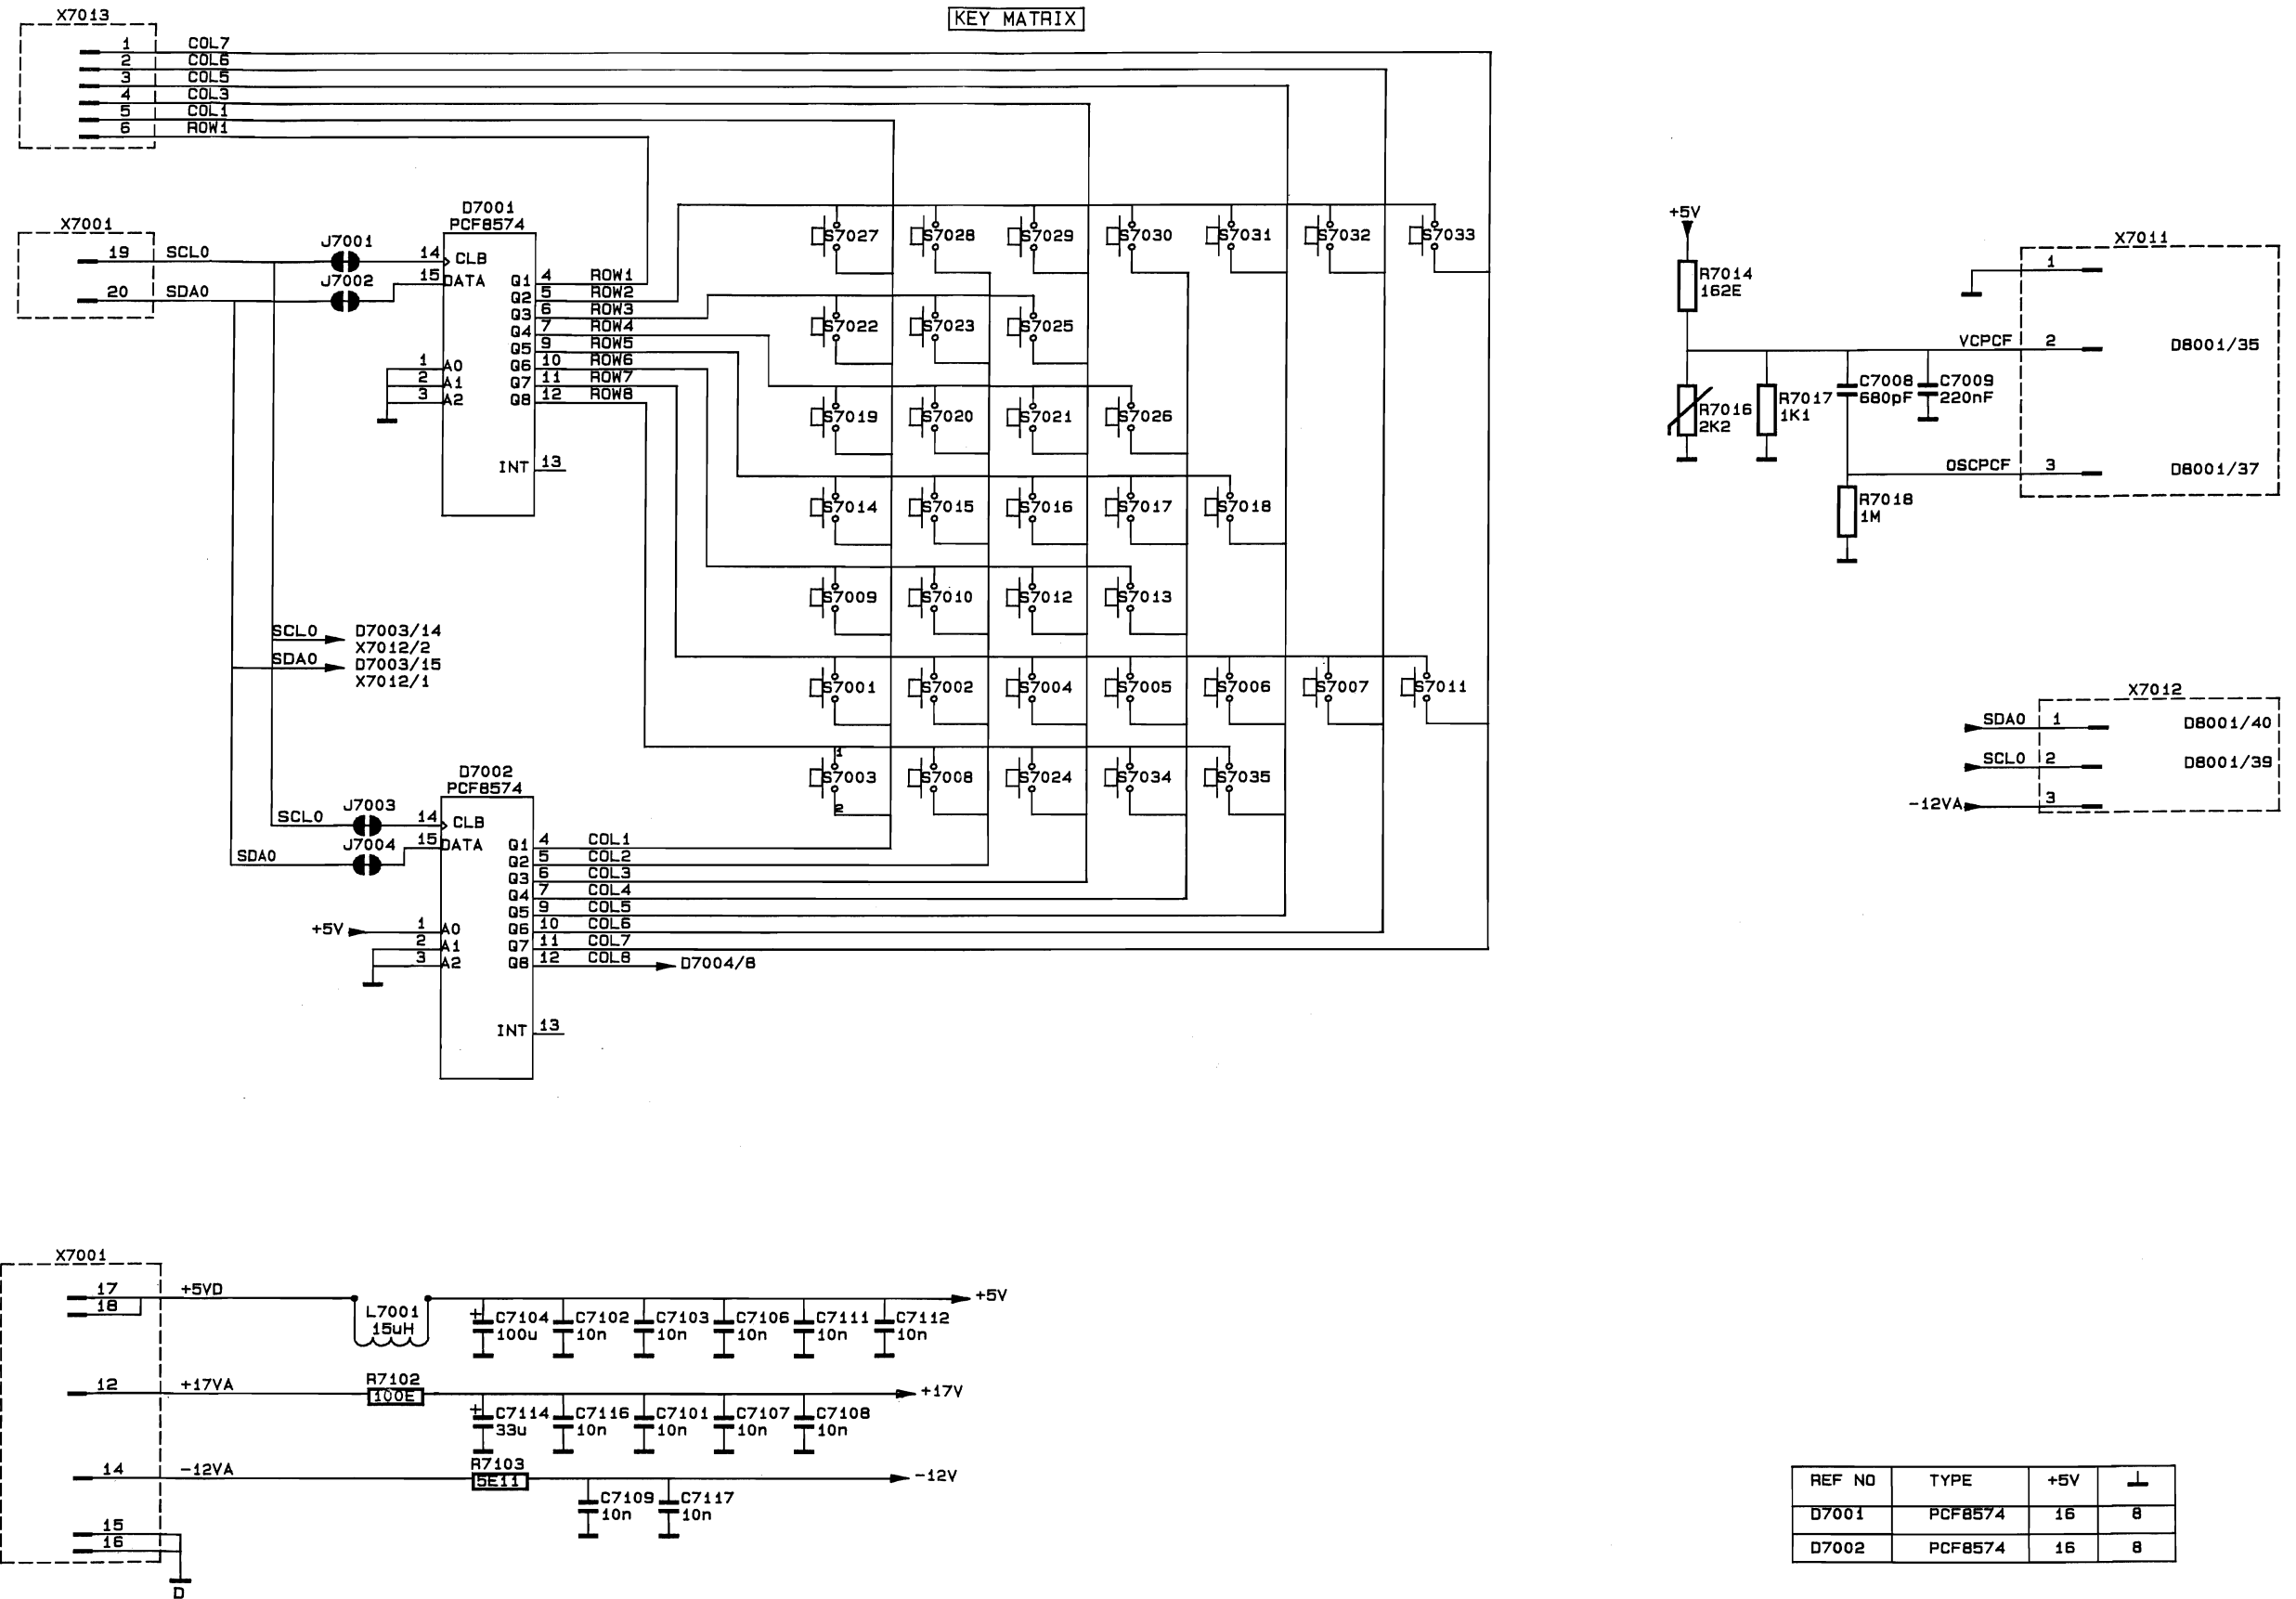 KEY MATRIX
X7013
1 COL7
2 COL6
3 COL5
4 COL3
5 COL1
6 ROW1
X7001
19 SCL0
20 SDA0
J7001
J7002
D7001
PCF8574
14 CLB
15 DATA
1 A0
2 A1
3 A2
Q1 4 ROW1
Q2 5 ROW2
Q3 6 ROW3
Q4 7 ROW4
Q5 9 ROW5
Q6 10 ROW6
Q7 11 ROW7
Q8 12 ROW8
INT 13
S7027 S7028 S7029 S7030 S7031 S7032 S7033
S7022 S7023 S7025
S7019 S7020 S7021 S7026
S7014 S7015 S7016 S7017 S7018
S7009 S7010 S7012 S7013
S7001 S7002 S7004 S7005 S7006 S7007 S7011
1
S7003 S7008 S7024 S7034 S7035
2
SCL0 D7003/14
X7012/2
SDA0 D7003/15
X7012/1
SCL0 J7003
SDA0 J7004
D7002
PCF8574
14 CLB
15 DATA
+5V 1 A0
2 A1
3 A2
Q1 4 COL1
Q2 5 COL2
Q3 6 COL3
Q4 7 COL4
Q5 9 COL5
Q6 10 COL6
Q7 11 COL7
Q8 12 COL8 D7004/8
INT 13
+5V
R7014
162E
R7016
2K2
R7017
1K1
C7008
680pF
C7009
220nF
R7018
1M
X7011
1
VCPCF 2 D8001/35
OSCPCF 3 D8001/37
X7012
SDA0 1 D8001/40
SCL0 2 D8001/39
-12VA 3
X7001
17 +5VD
18
L7001
15uH
+ C7104
100u
C7102
10n
C7103
10n
C7106
10n
C7111
10n
C7112
10n
+5V
12 +17VA
R7102
100E
+ C7114
33u
C7116
10n
C7101
10n
C7107
10n
C7108
10n
+17V
14 -12VA
R7103
5E11
C7109
10n
C7117
10n
-12V
15
16
D
REF NO TYPE +5V
D7001 PCF8574 16 8
D7002 PCF8574 16 8